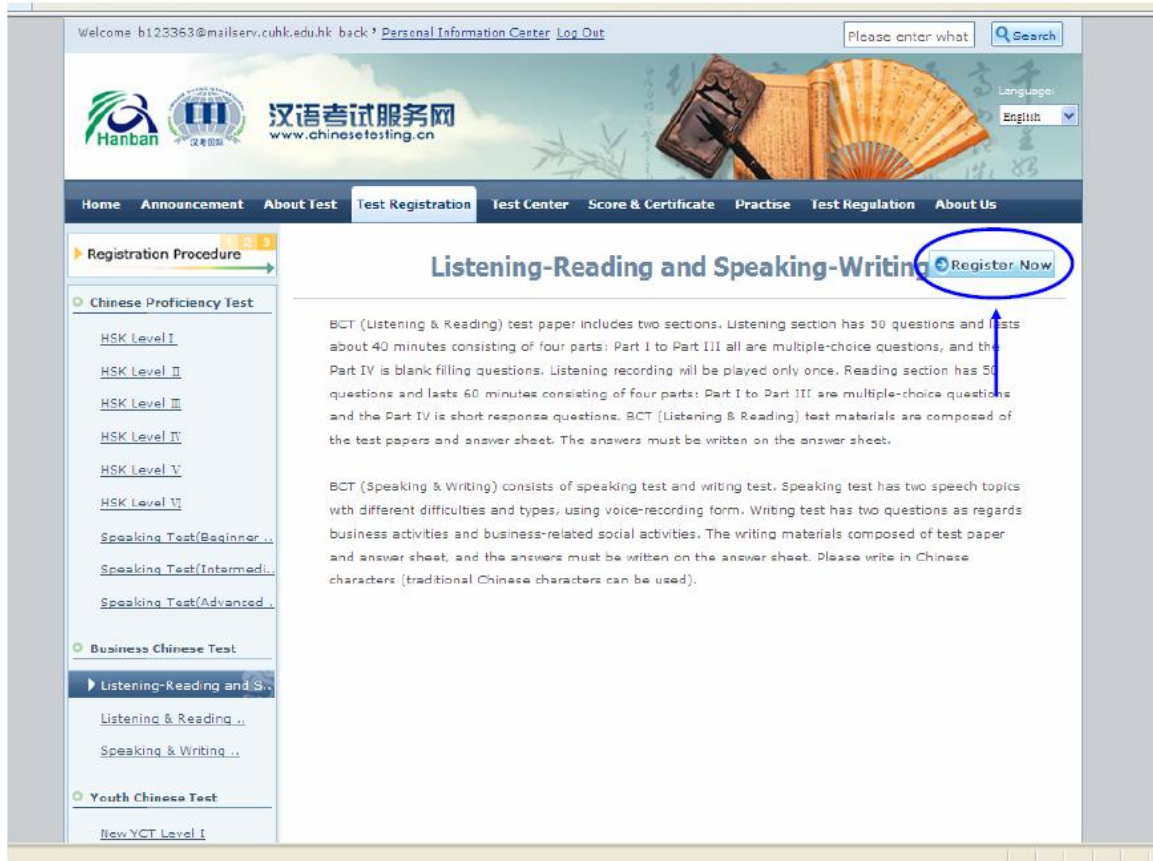 Welcome b123363@mailserv.cuhk.edu.hk back ' Personal Information Center Log Out
Please enter what
Search
Hanban
汉考国际
汉语考试服务网
www.chinesetesting.cn
Language:
English
Home Announcement About Test Test Registration Test Center Score & Certificate Practise Test Regulation About Us
1 2 3
Registration Procedure
Listening-Reading and Speaking-Writing
Register Now
Chinese Proficiency Test
HSK Level I
HSK Level II
HSK Level III
HSK Level IV
HSK Level V
HSK Level VI
Speaking Test(Beginner ..
Speaking Test(Intermedi..
Speaking Test(Advanced .
Business Chinese Test
Listening-Reading and S..
Listening & Reading ..
Speaking & Writing ..
Youth Chinese Test
New YCT Level I
BCT (Listening & Reading) test paper includes two sections. Listening section has 50 questions and lasts
about 40 minutes consisting of four parts: Part I to Part III all are multiple-choice questions, and the
Part IV is blank filling questions. Listening recording will be played only once. Reading section has 50
questions and lasts 60 minutes consisting of four parts: Part I to Part III are multiple-choice questions
and the Part IV is short response questions. BCT (Listening & Reading) test materials are composed of
the test papers and answer sheet. The answers must be written on the answer sheet.
BCT (Speaking & Writing) consists of speaking test and writing test. Speaking test has two speech topics
with different difficulties and types, using voice-recording form. Writing test has two questions as regards
business activities and business-related social activities. The writing materials composed of test paper
and answer sheet, and the answers must be written on the answer sheet. Please write in Chinese
characters (traditional Chinese characters can be used).